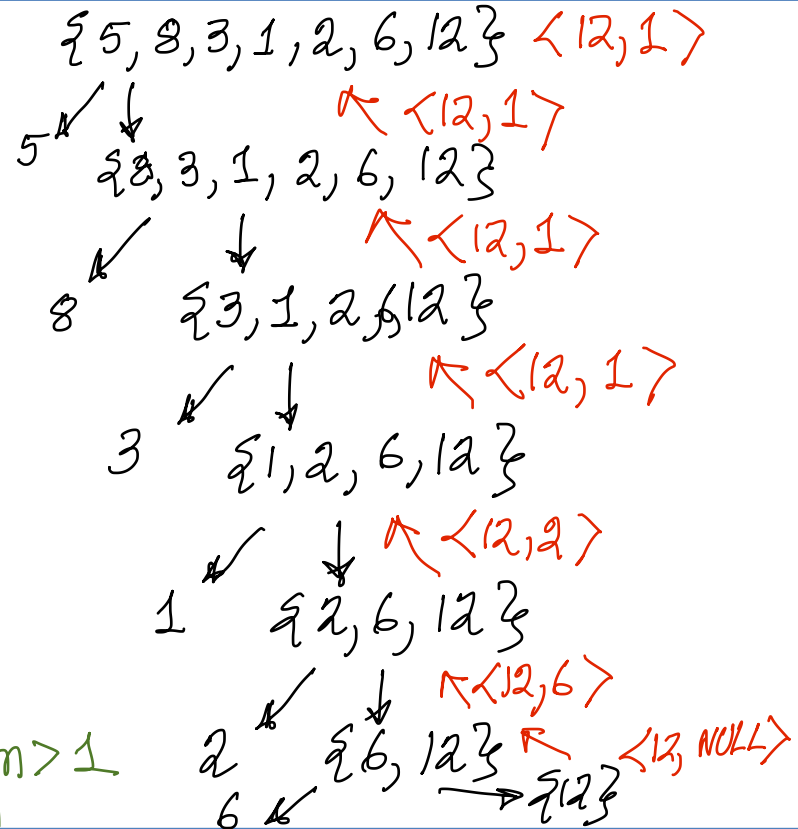 {5, 8, 3, 1, 2, 6, 12} <12, 1>
<12, 1>
5
{8, 3, 1, 2, 6, 12}
<12, 1>
8 {3, 1, 2, 6, 12}
<12, 1>
3 {1, 2, 6, 12}
<12, 2>
1 {2, 6, 12}
<12, 6>
n > 1 2 {6, 12} <12, NULL>
6 {12}